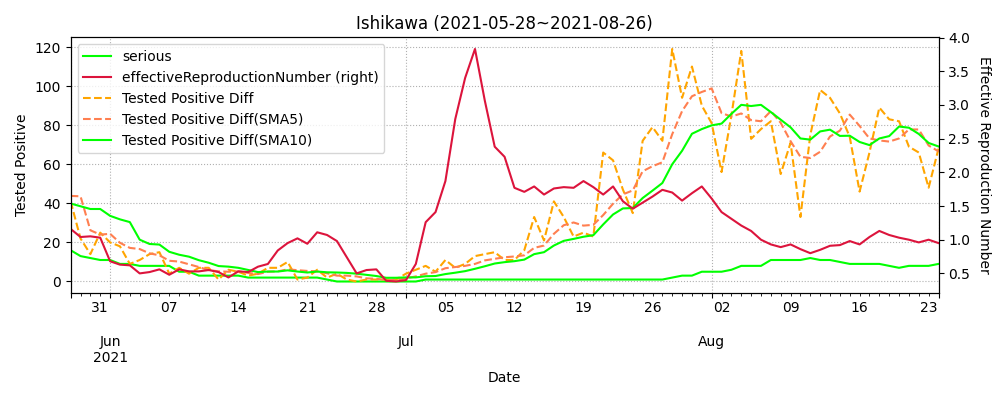 Ishikawa (2021-05-28~2021-08-26)
serious
effectiveReproductionNumber (right)
Tested Positive Diff
Tested Positive Diff(SMA5)
Tested Positive Diff(SMA10)
Tested Positive
120
100
80
60
40
20
0
4.0
3.5
3.0
2.5
2.0
1.5
1.0
0.5
Effective Reproduction Number
31 07 14 21 28 05 12 19 26 02 09 16 23
Jun Jul Aug
2021
Date